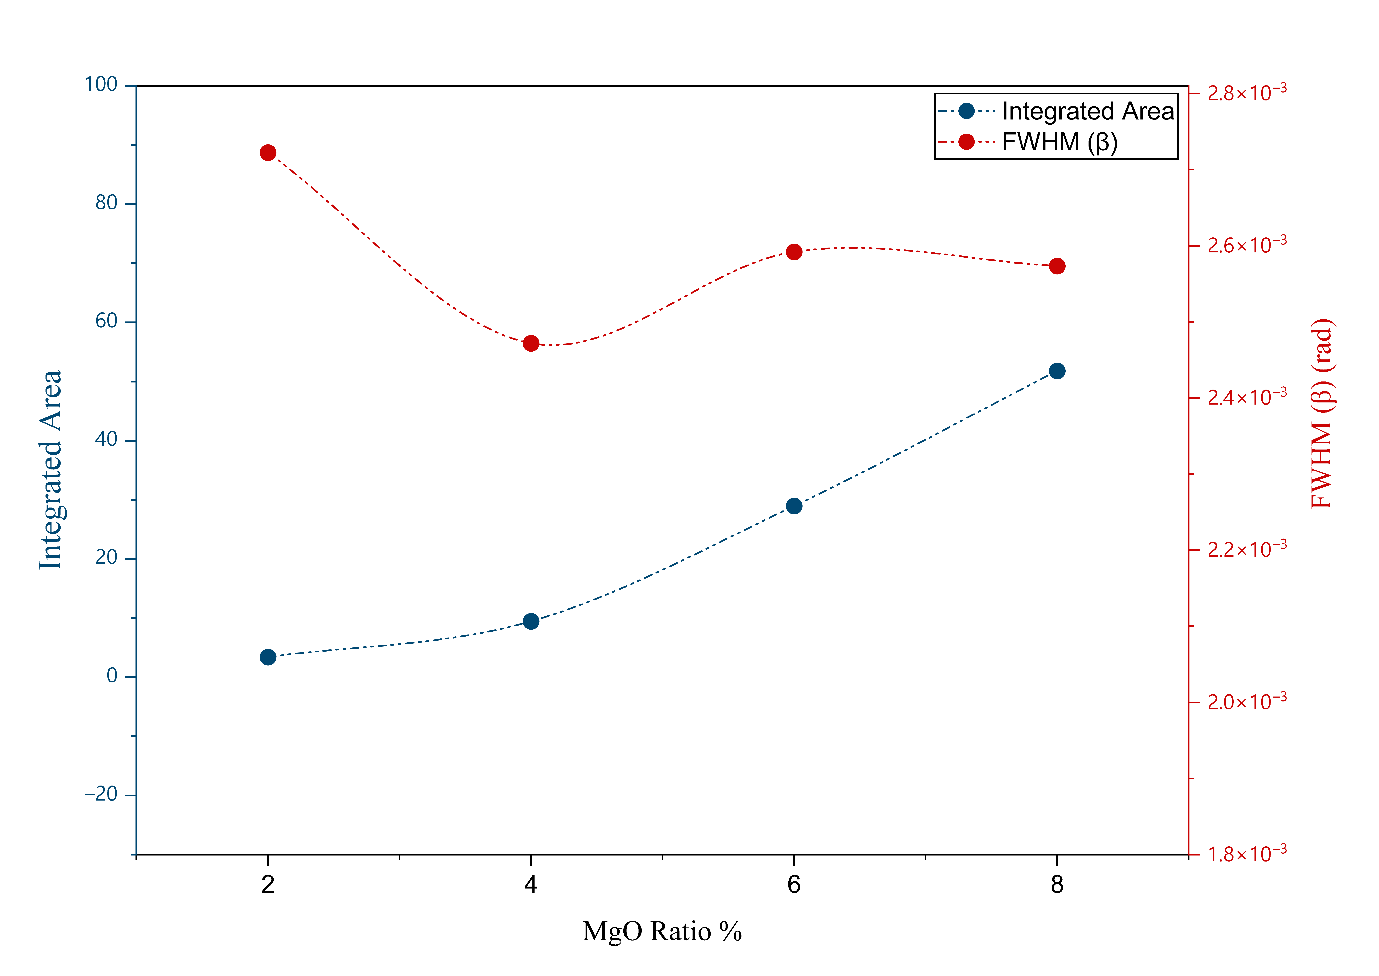 Integrated Area
FWHM (β)
100
80
60
40
20
0
−20
Integrated Area
2.8×10⁻³
2.6×10⁻³
2.4×10⁻³
2.2×10⁻³
2.0×10⁻³
1.8×10⁻³
FWHM (β) (rad)
2 4 6 8
MgO Ratio %